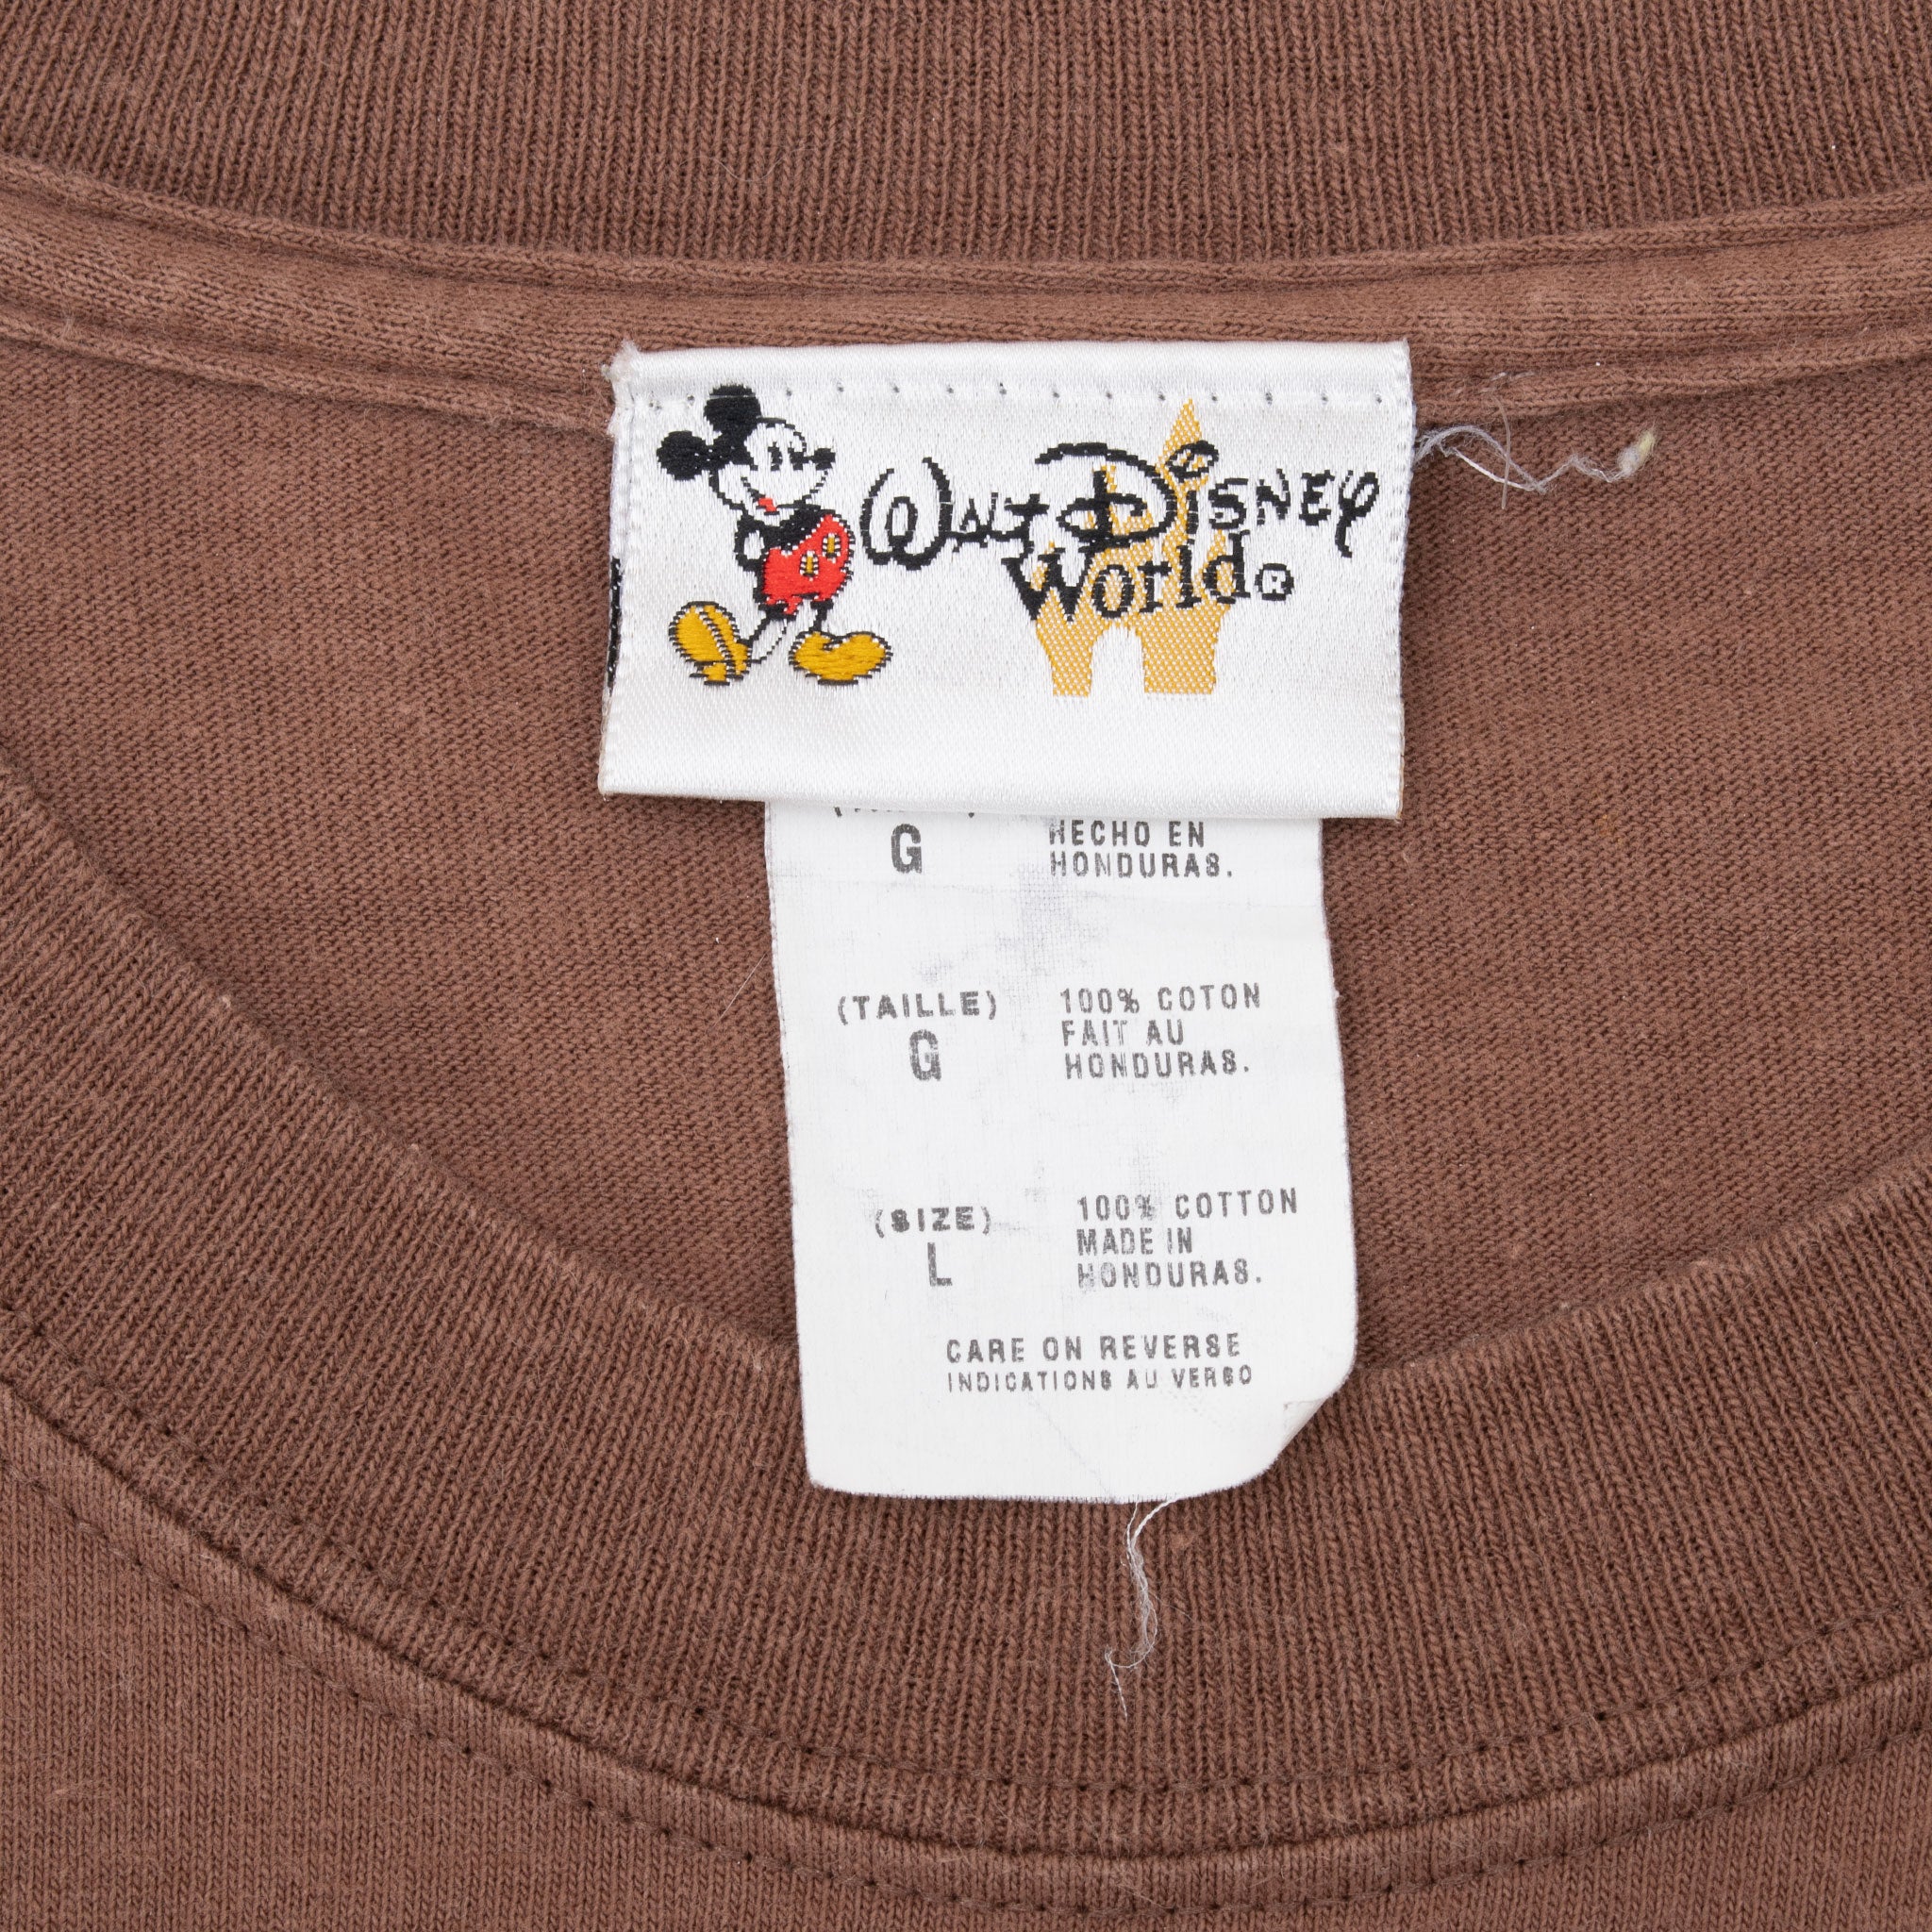 Walt Disney
World®
G
HECHO EN
HONDURAS.
(TAILLE)
G
100% COTON
FAIT AU
HONDURAS.
(SIZE)
L
100% COTTON
MADE IN
HONDURAS.
CARE ON REVERSE
INDICATIONS AU VERSO